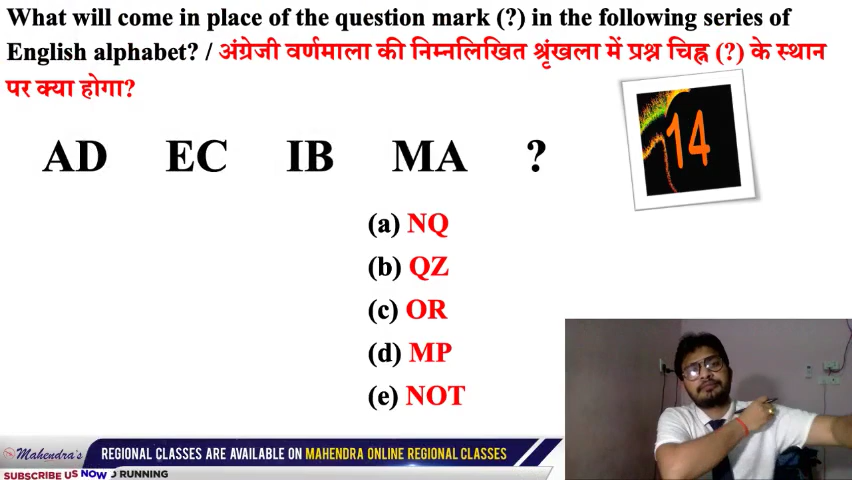 What will come in place of the question mark (?) in the following series of
English alphabet? / अंग्रेजी वर्णमाला की निम्नलिखित श्रृंखला में प्रश्न चिह्न (?) के स्थान
पर क्या होगा?
14
AD EC IB MA ?
(a) NQ
(b) QZ
(c) OR
(d) MP
(e) NOT
Mahendra's REGIONAL CLASSES ARE AVAILABLE ON MAHENDRA ONLINE REGIONAL CLASSES
SUBSCRIBE US NOW RUNNING